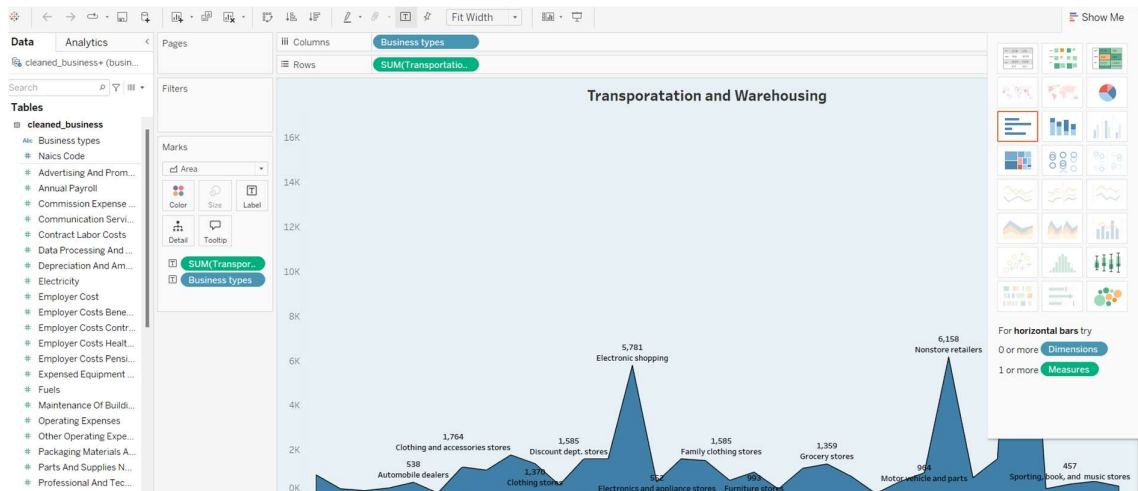 Fit Width
Show Me
Data
Analytics
cleaned_business+ (busin...
Search
Tables
cleaned_business
Abc Business types
# Naics Code
# Advertising And Prom...
# Annual Payroll
# Commission Expense ...
# Communication Servi...
# Contract Labor Costs
# Data Processing And ...
# Depreciation And Am...
# Electricity
# Employer Cost
# Employer Costs Bene...
# Employer Costs Contr...
# Employer Costs Healt...
# Employer Costs Pensi...
# Expensed Equipment ...
# Fuels
# Maintenance Of Buildi...
# Operating Expenses
# Other Operating Expe...
# Packaging Materials A...
# Parts And Supplies N...
# Professional And Tec...
Pages
Filters
Marks
Area
Color
Size
Label
Detail
Tooltip
SUM(Transpor..
Business types
Columns
Business types
Rows
SUM(Transportatio..
Transporatation and Warehousing
16K
14K
12K
10K
8K
6K
4K
2K
0K
538
Automobile dealers
1,764
Clothing and accessories stores
1,370
Clothing stores
1,585
Discount dept. stores
5,781
Electronic shopping
552
Electronics and appliance stores
1,585
Family clothing stores
993
Furniture stores
1,359
Grocery stores
964
Motor vehicle and parts
6,158
Nonstore retailers
457
Sporting, book, and music stores
For horizontal bars try
0 or more Dimensions
1 or more Measures